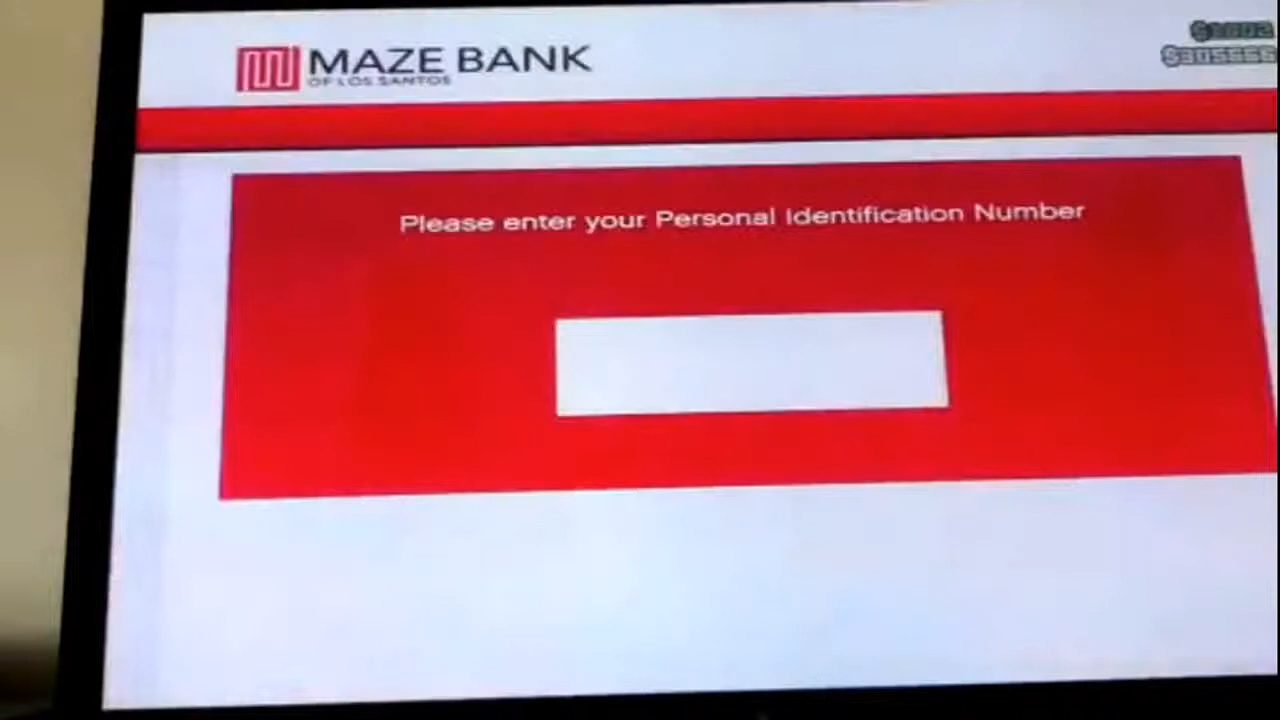 MAZE BANK
OF LOS SANTOS
Please enter your Personal Identification Number